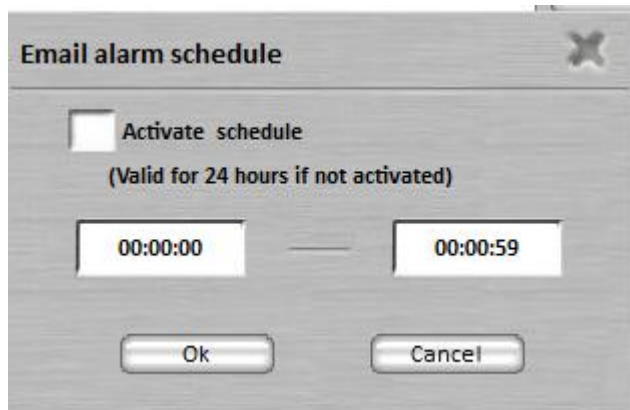 Email alarm schedule
Activate schedule
(Valid for 24 hours if not activated)
00:00:00 00:00:59
Ok Cancel